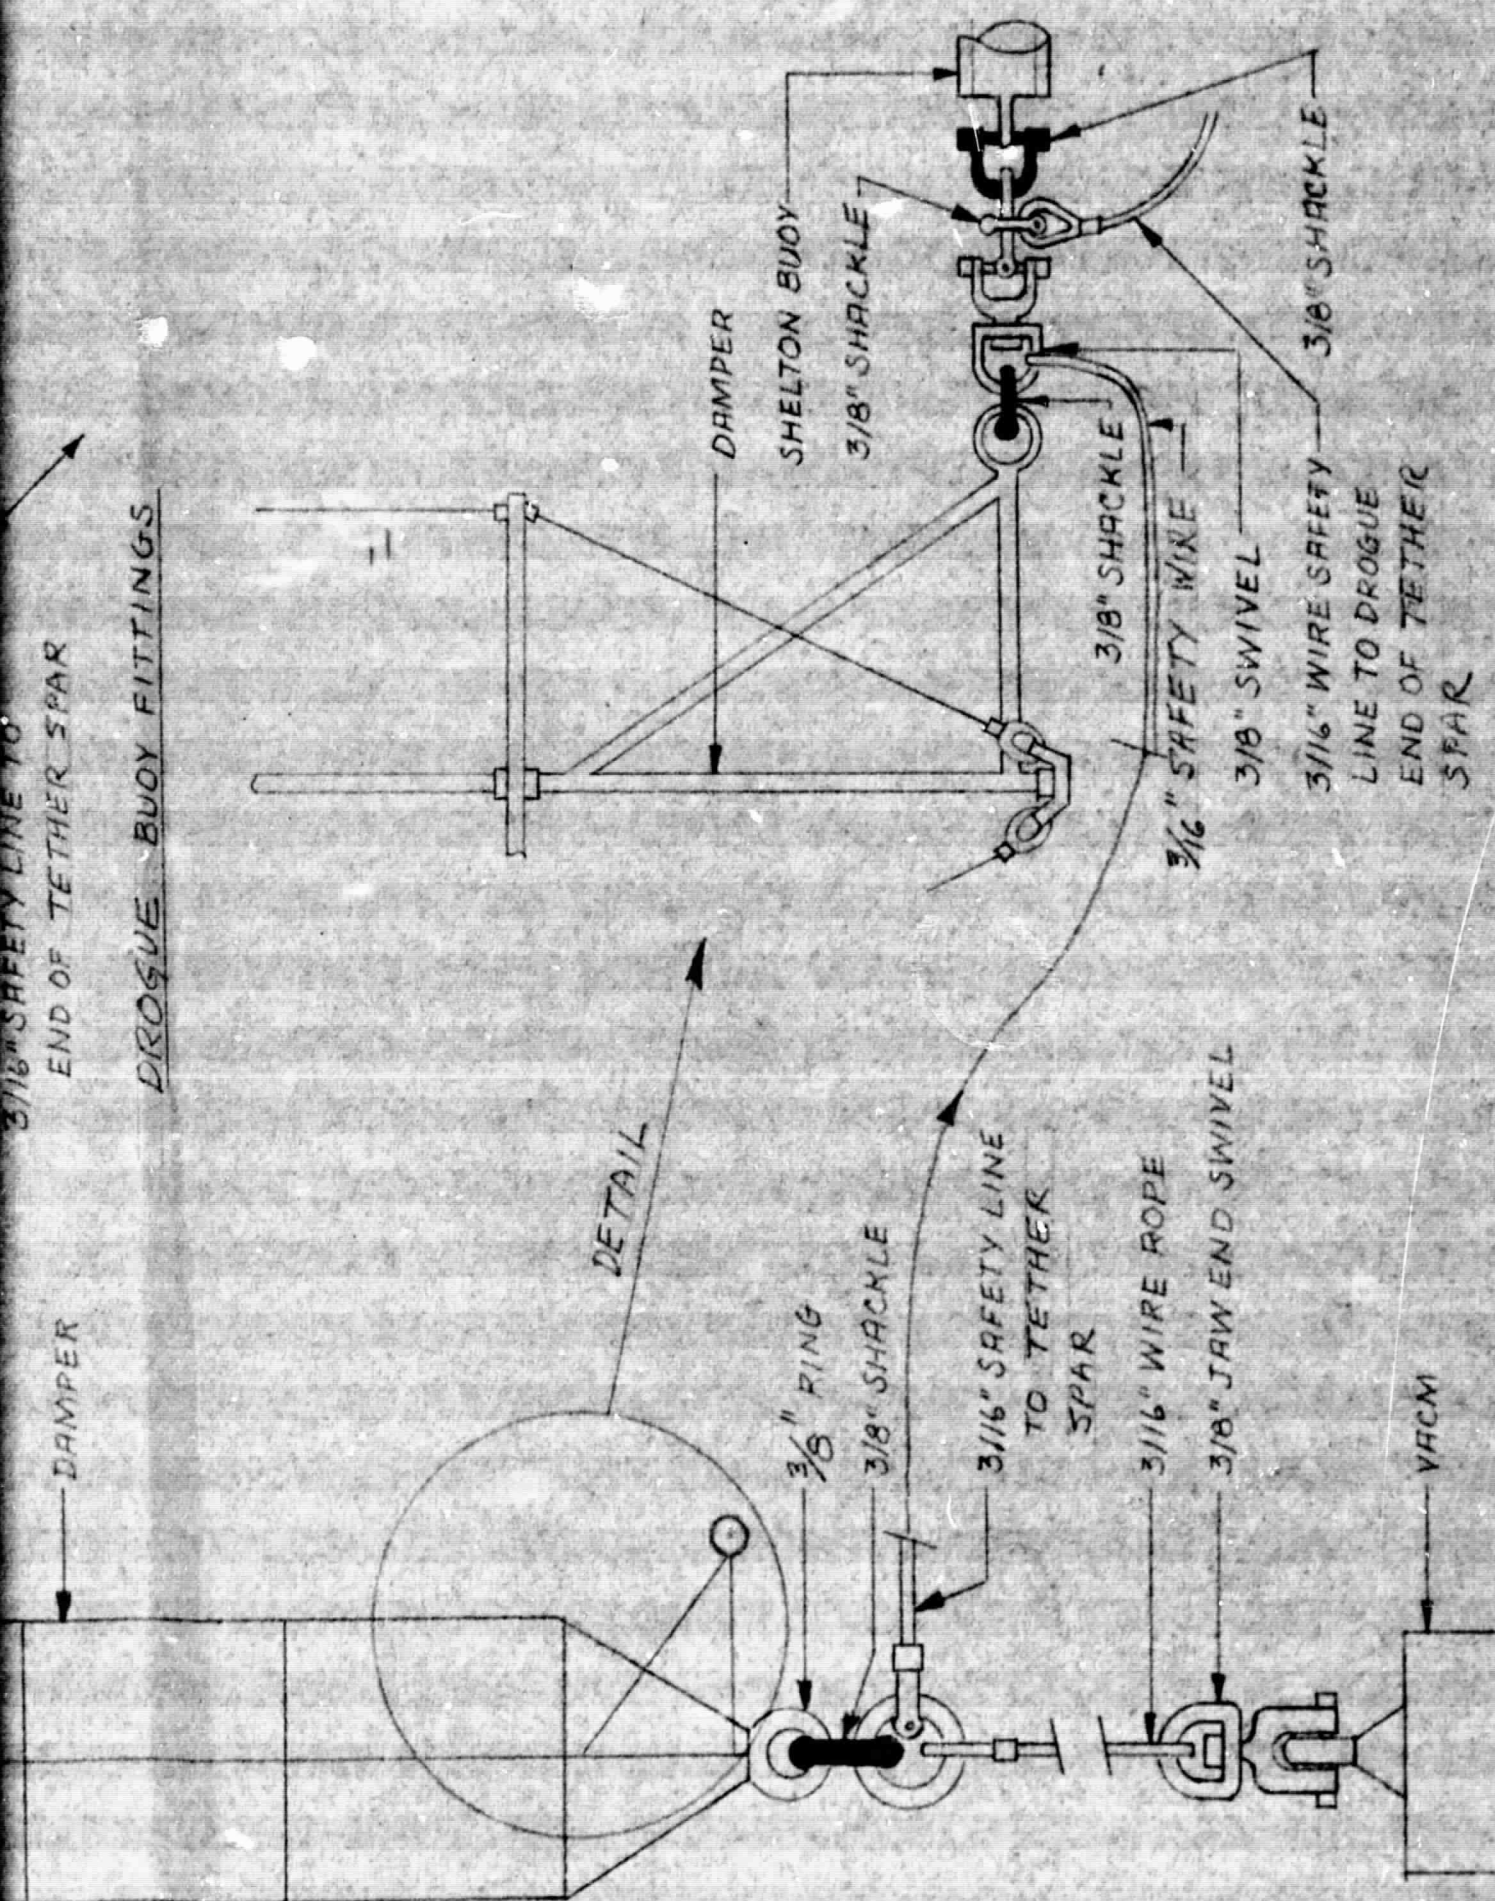 3/16" SAFETY LINE TO
END OF TETHER SPAR
DROGUE BUOY FITTINGS
DAMPER
DETAIL
DAMPER
SHELTON BUOY
3/8" SHACKLE
3/8" SHACKLE
3/16" SAFETY WIRE
3/8" SWIVEL
3/16" WIRE SAFETY
LINE TO DROGUE
END OF TETHER
SPAR
3/8" SHACKLE
3/8" RING
3/8" SHACKLE
3/16" SAFETY LINE
TO TETHER
SPAR
3/16" WIRE ROPE
3/8" JAW END SWIVEL
VACM